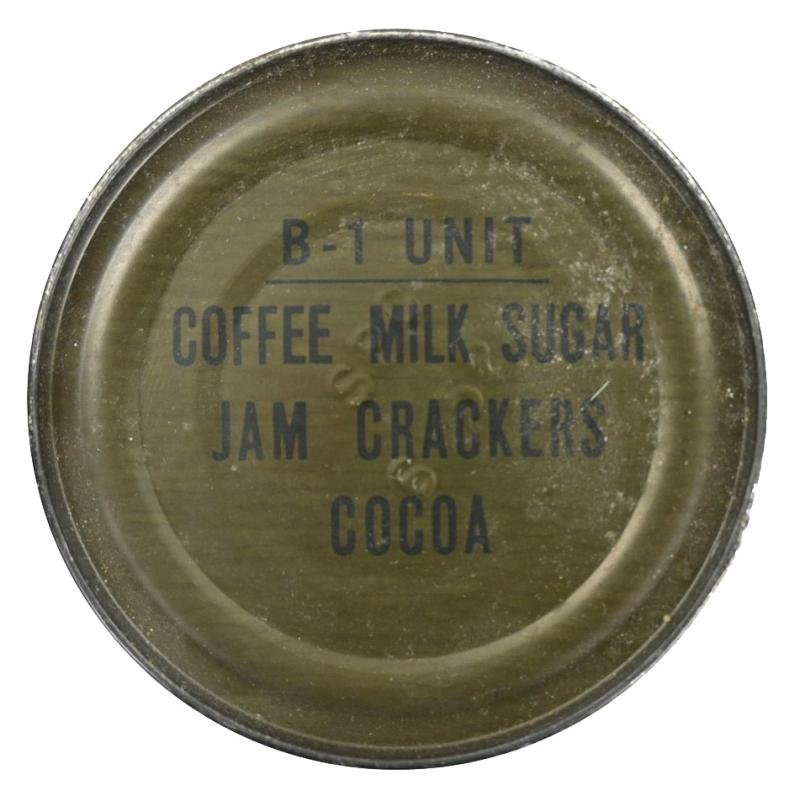 B-1 UNIT
COFFEE MILK SUGAR
JAM CRACKERS
COCOA